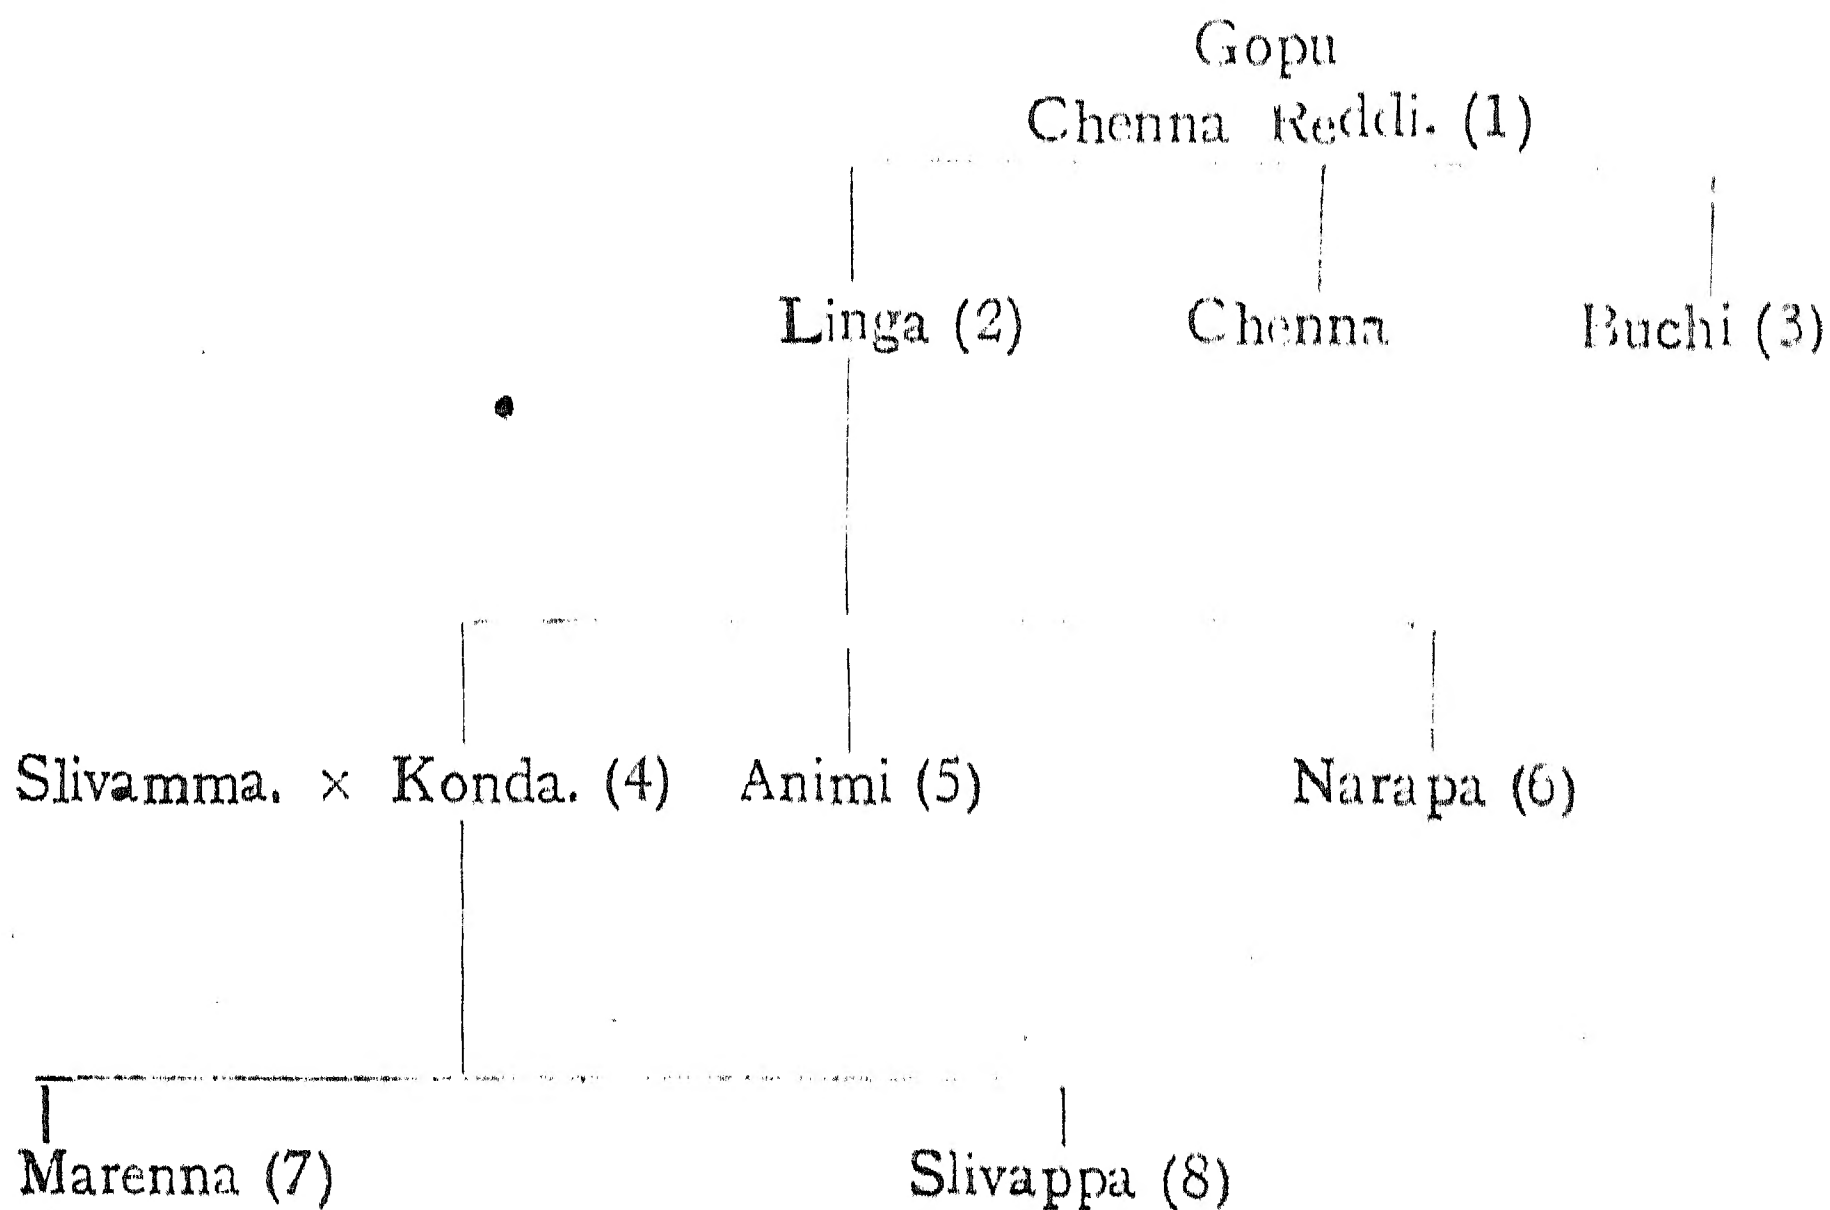 Gopu
Chenna Reddi. (1)
Linga (2) Chenna Buchi (3)
Slivamma. × Konda. (4) Animi (5) Narapa (6)
Marenna (7) Slivappa (8)